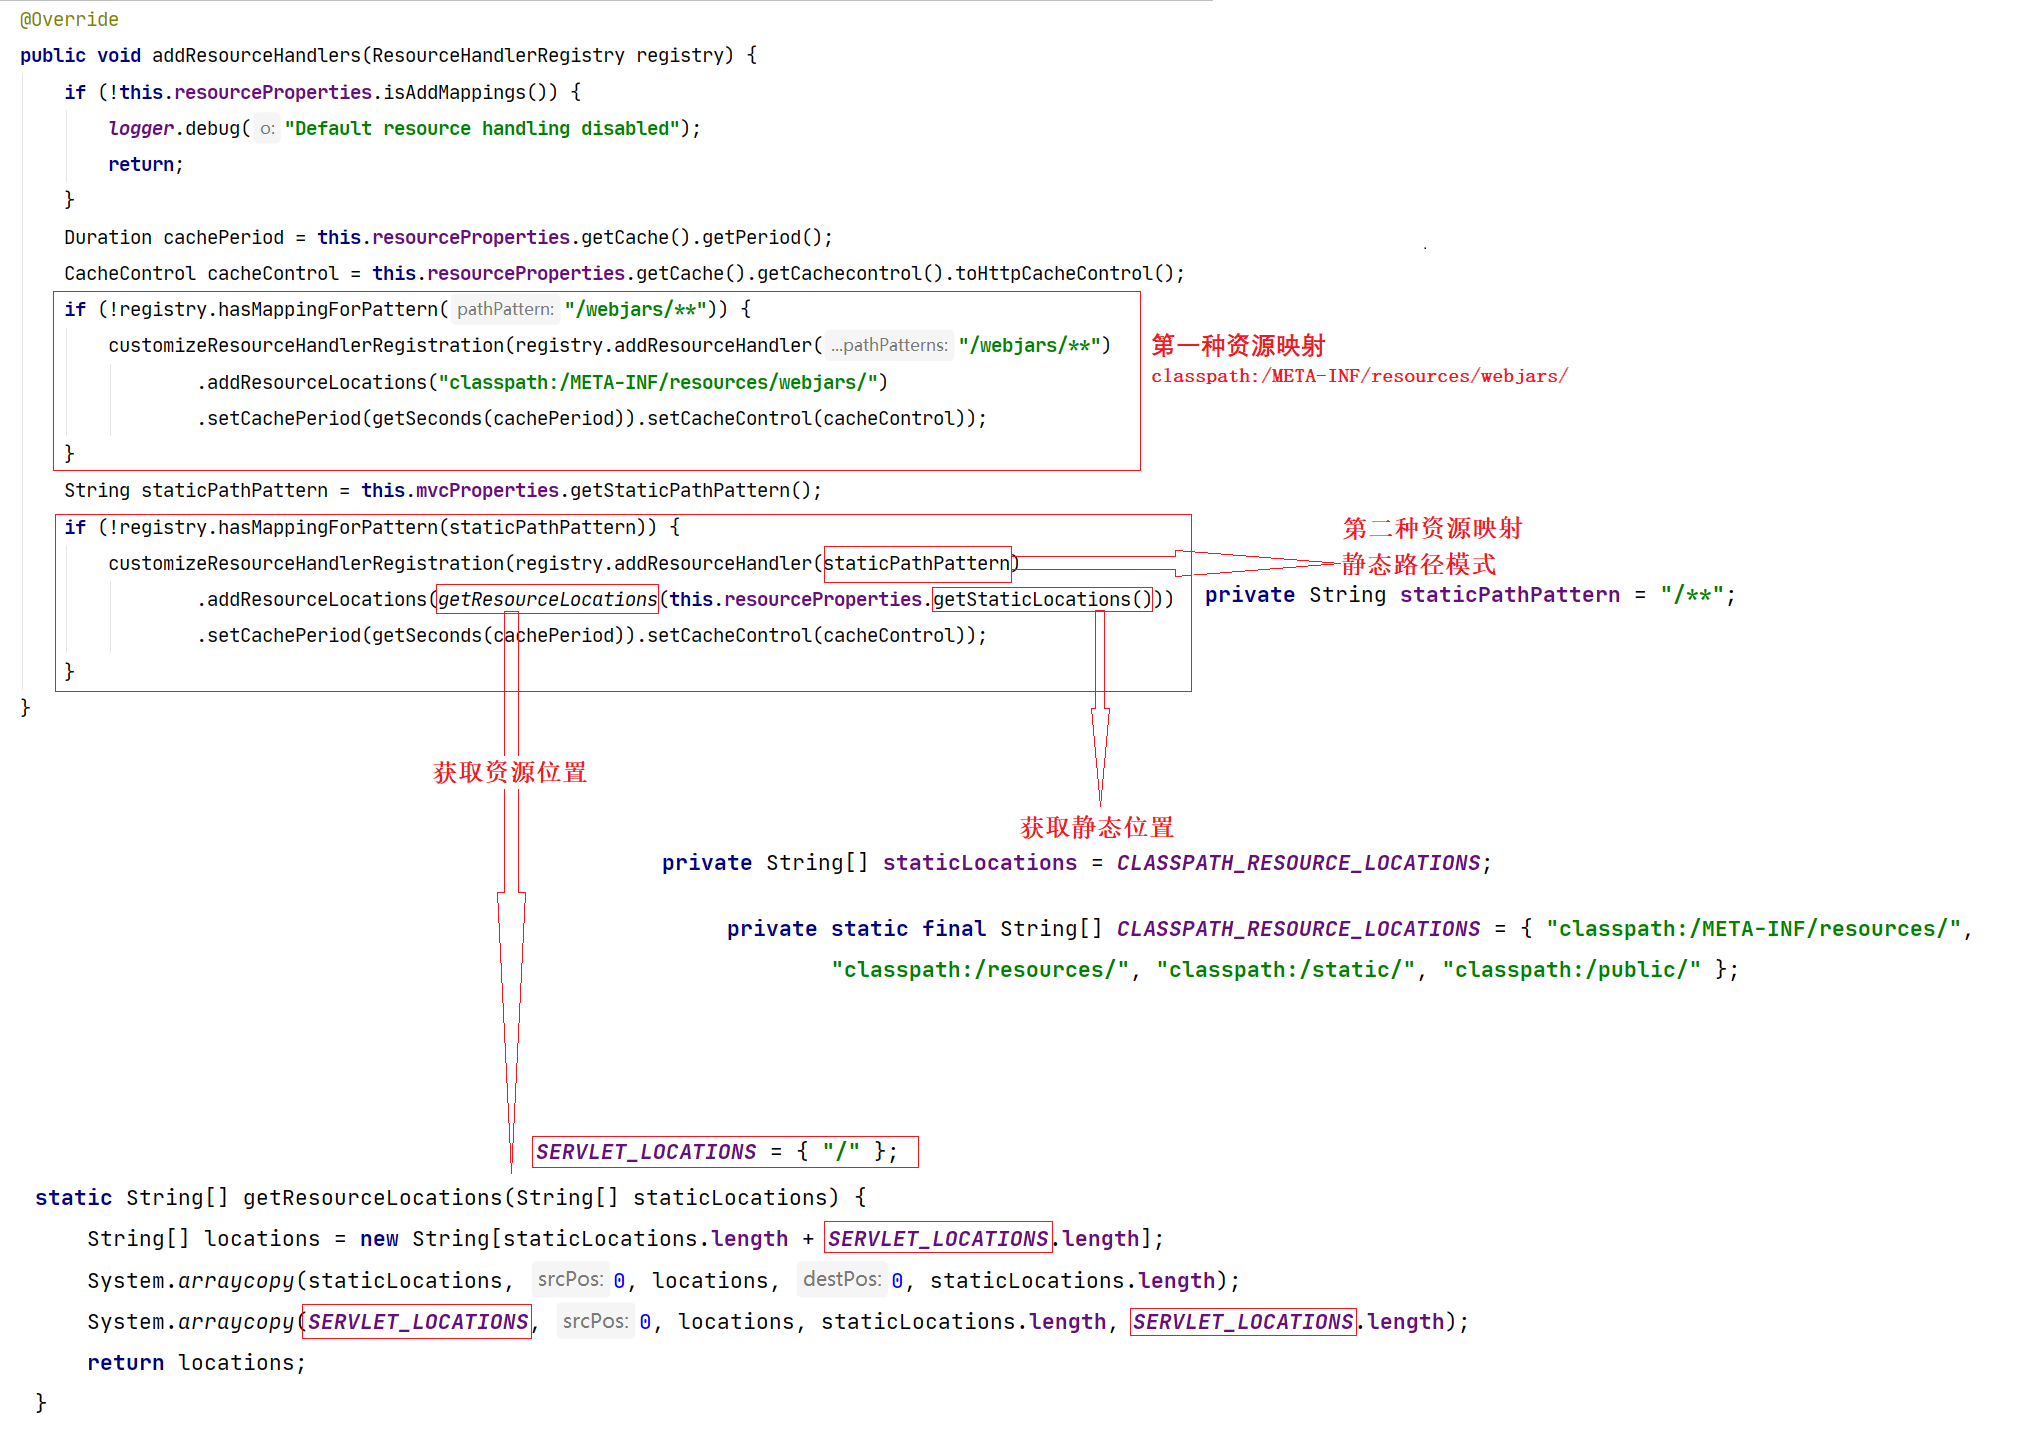 @Override
public void addResourceHandlers(ResourceHandlerRegistry registry) {
if (!this.resourceProperties.isAddMappings()) {
logger.debug( o: "Default resource handling disabled");
return;
}
Duration cachePeriod = this.resourceProperties.getCache().getPeriod();
CacheControl cacheControl = this.resourceProperties.getCache().getCachecontrol().toHttpCacheControl();
if (!registry.hasMappingForPattern( pathPattern: "/webjars/**")) {
customizeResourceHandlerRegistration(registry.addResourceHandler( ...pathPatterns: "/webjars/**")
.addResourceLocations("classpath:/META-INF/resources/webjars/")
.setCachePeriod(getSeconds(cachePeriod)).setCacheControl(cacheControl));
}
第一种资源映射
classpath:/META-INF/resources/webjars/
String staticPathPattern = this.mvcProperties.getStaticPathPattern();
if (!registry.hasMappingForPattern(staticPathPattern)) {
customizeResourceHandlerRegistration(registry.addResourceHandler(staticPathPattern)
.addResourceLocations(getResourceLocations(this.resourceProperties.getStaticLocations()))
.setCachePeriod(getSeconds(cachePeriod)).setCacheControl(cacheControl));
}
}
第二种资源映射
静态路径模式
private String staticPathPattern = "/**";
获取资源位置
获取静态位置
private String[] staticLocations = CLASSPATH_RESOURCE_LOCATIONS;
private static final String[] CLASSPATH_RESOURCE_LOCATIONS = { "classpath:/META-INF/resources/",
"classpath:/resources/", "classpath:/static/", "classpath:/public/" };
SERVLET_LOCATIONS = { "/" };
static String[] getResourceLocations(String[] staticLocations) {
String[] locations = new String[staticLocations.length + SERVLET_LOCATIONS.length];
System.arraycopy(staticLocations, srcPos: 0, locations, destPos: 0, staticLocations.length);
System.arraycopy(SERVLET_LOCATIONS, srcPos: 0, locations, staticLocations.length, SERVLET_LOCATIONS.length);
return locations;
}